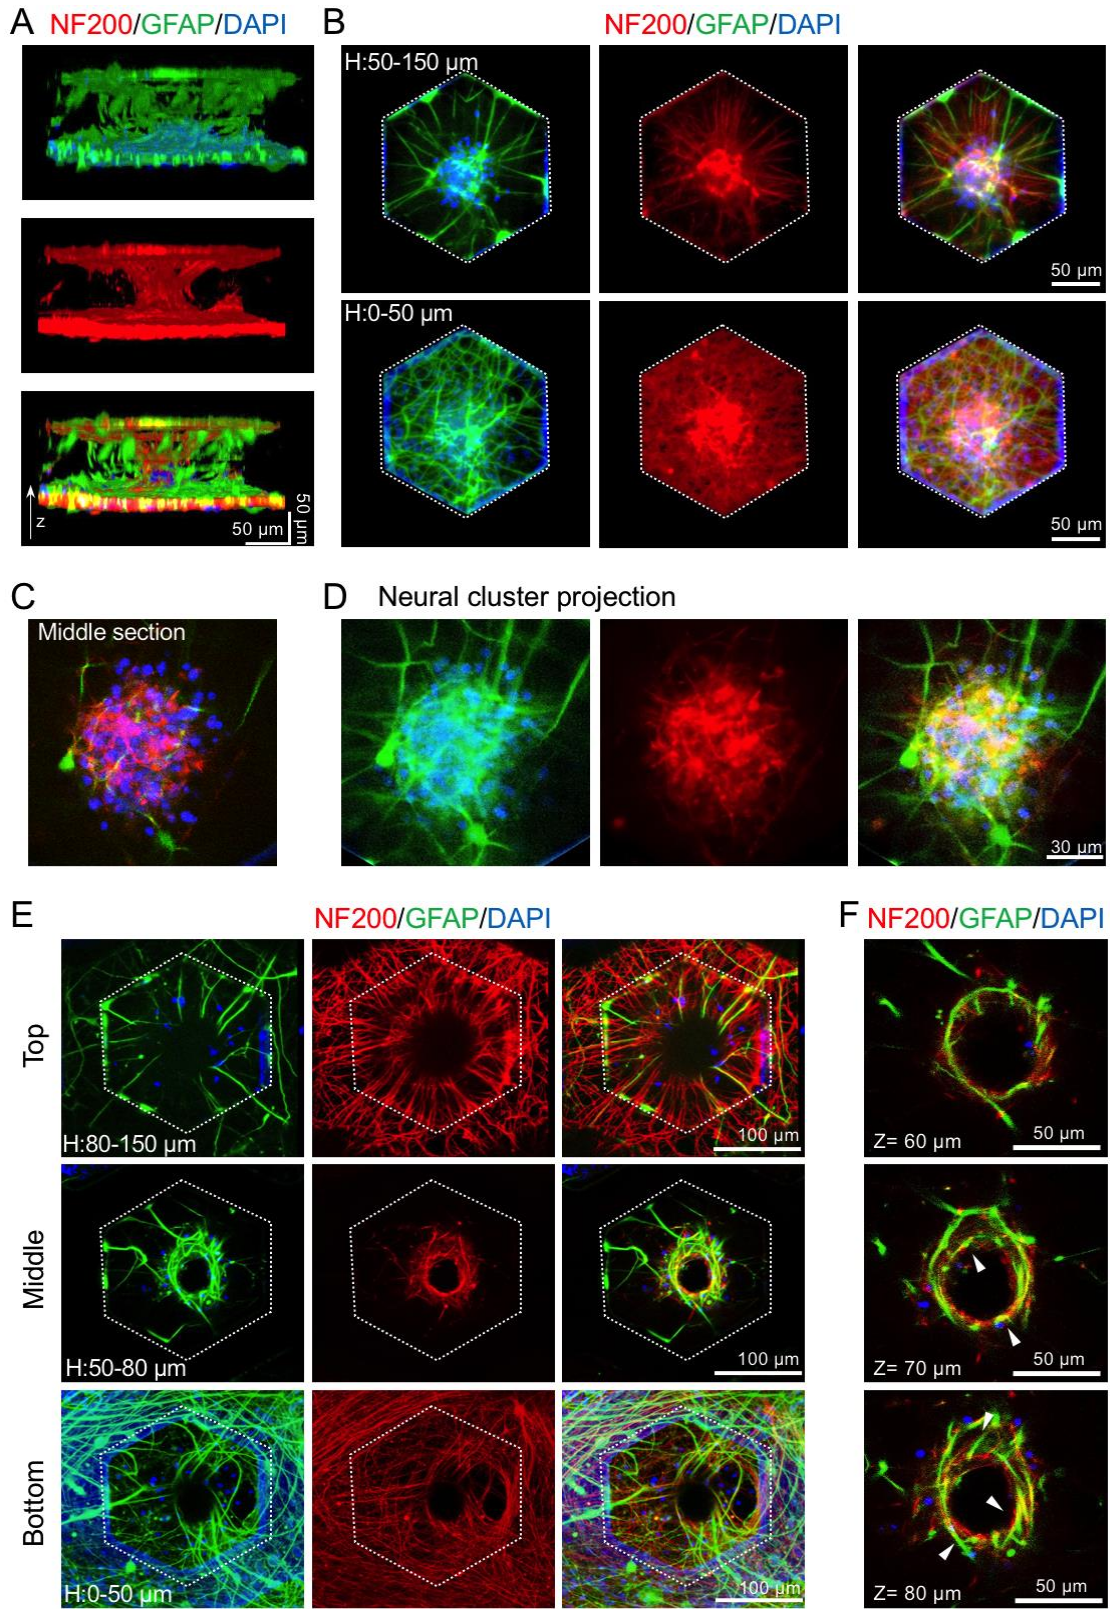 A NF200/GFAP/DAPI
z
50 µm
50 µm
B NF200/GFAP/DAPI
H:50-150 µm
50 µm
H:0-50 µm
50 µm
C
Middle section
D Neural cluster projection
30 µm
E NF200/GFAP/DAPI
Top
H:80-150 µm
100 µm
Middle
H:50-80 µm
100 µm
Bottom
H:0-50 µm
100 µm
F NF200/GFAP/DAPI
Z= 60 µm
50 µm
Z= 70 µm
50 µm
Z= 80 µm
50 µm